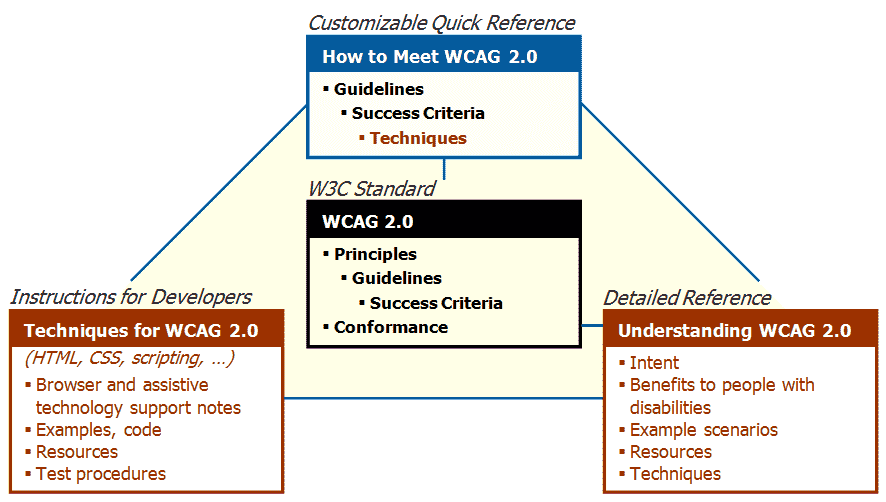 Customizable Quick Reference
How to Meet WCAG 2.0
▪ Guidelines
▪ Success Criteria
▪ Techniques
W3C Standard
WCAG 2.0
▪ Principles
▪ Guidelines
▪ Success Criteria
▪ Conformance
Instructions for Developers
Techniques for WCAG 2.0
(HTML, CSS, scripting, ...)
▪ Browser and assistive
technology support notes
▪ Examples, code
▪ Resources
▪ Test procedures
Detailed Reference
Understanding WCAG 2.0
▪ Intent
▪ Benefits to people with
disabilities
▪ Example scenarios
▪ Resources
▪ Techniques